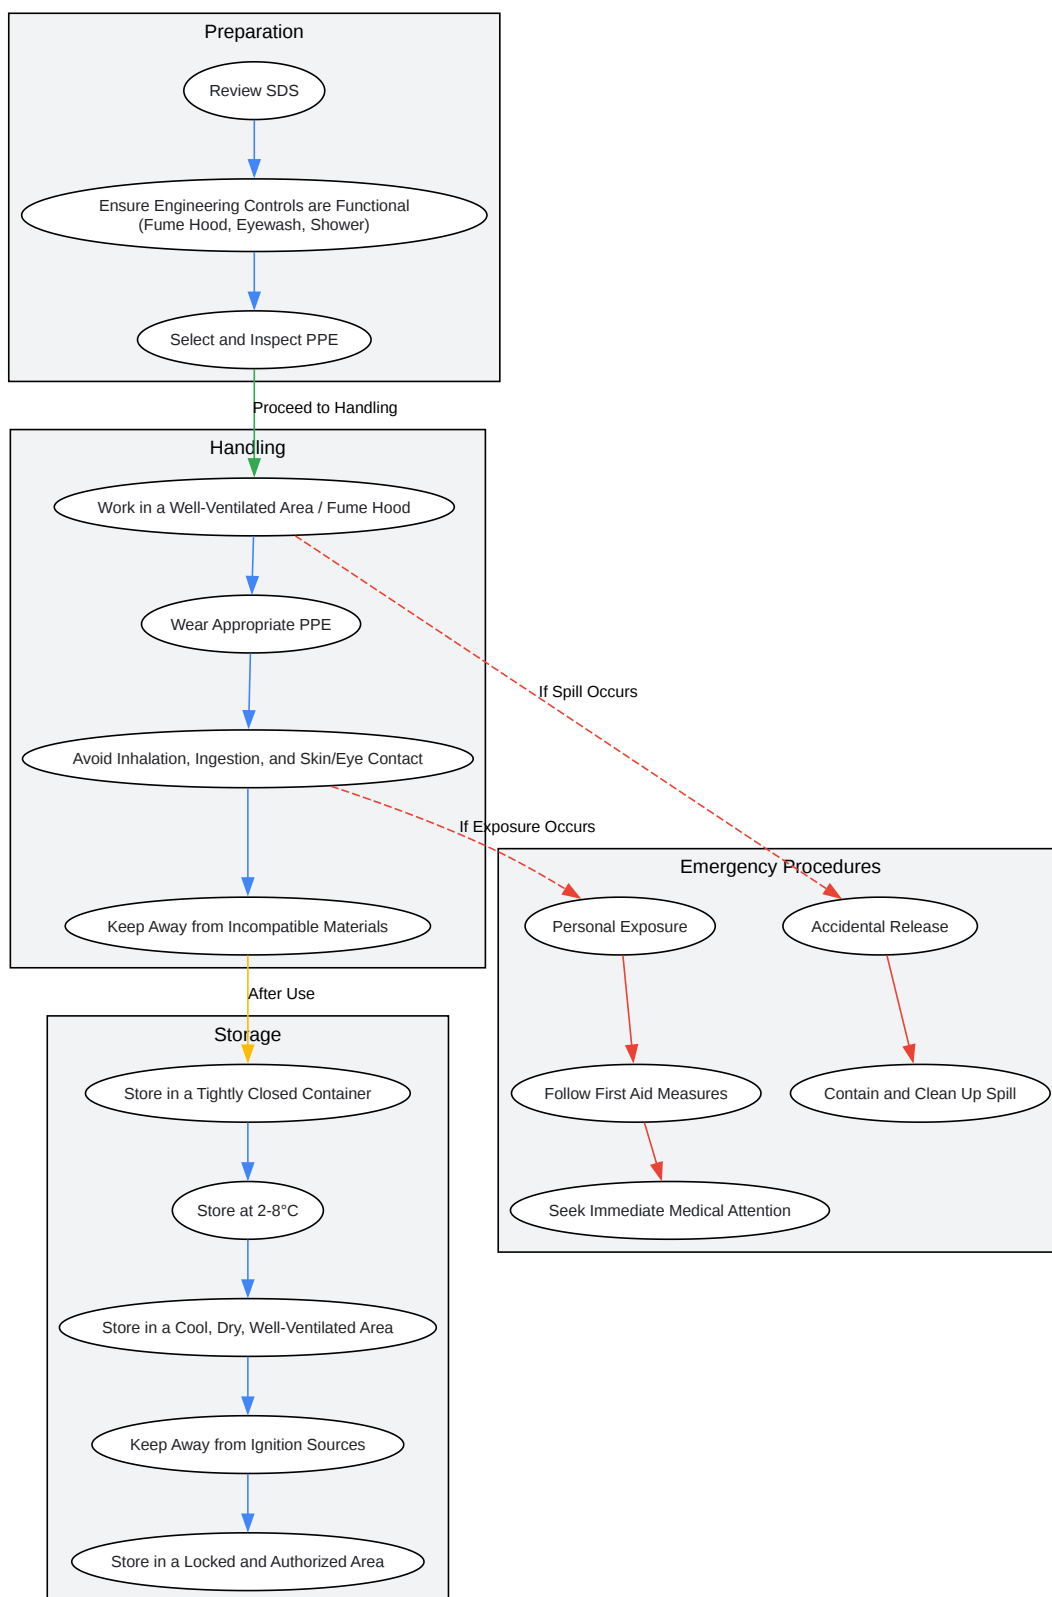 Preparation
Review SDS
Ensure Engineering Controls are Functional
(Fume Hood, Eyewash, Shower)
Select and Inspect PPE
Proceed to Handling
Handling
Work in a Well-Ventilated Area / Fume Hood
Wear Appropriate PPE
If Spill Occurs
Avoid Inhalation, Ingestion, and Skin/Eye Contact
If Exposure Occurs
Emergency Procedures
Keep Away from Incompatible Materials
Personal Exposure
Accidental Release
After Use
Storage
Store in a Tightly Closed Container
Follow First Aid Measures
Contain and Clean Up Spill
Store at 2-8°C
Seek Immediate Medical Attention
Store in a Cool, Dry, Well-Ventilated Area
Keep Away from Ignition Sources
Store in a Locked and Authorized Area